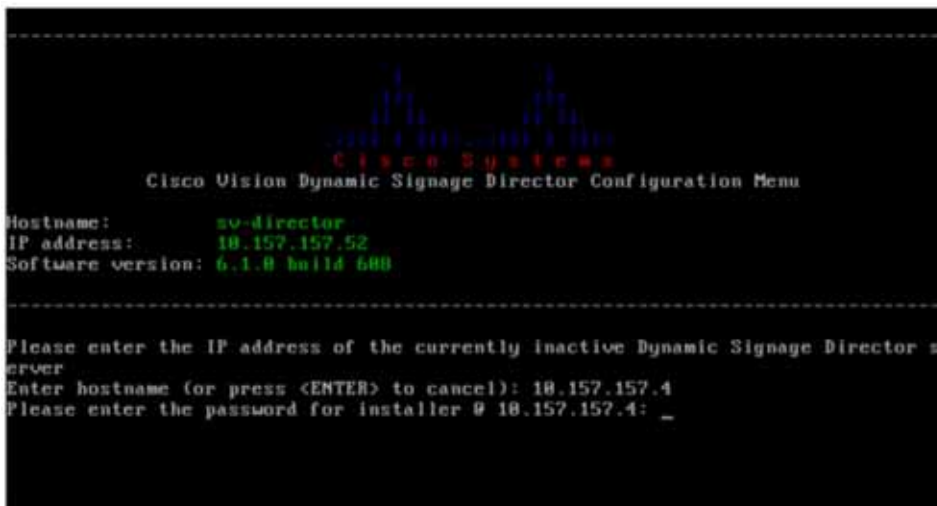 Cisco Systems
Cisco Vision Dynamic Signage Director Configuration Menu
Hostname: sv-director
IP address: 10.157.157.52
Software version: 6.1.0 build 608
Please enter the IP address of the currently inactive Dynamic Signage Director s
erver
Enter hostname (or press <ENTER> to cancel): 10.157.157.4
Please enter the password for installer @ 10.157.157.4: _